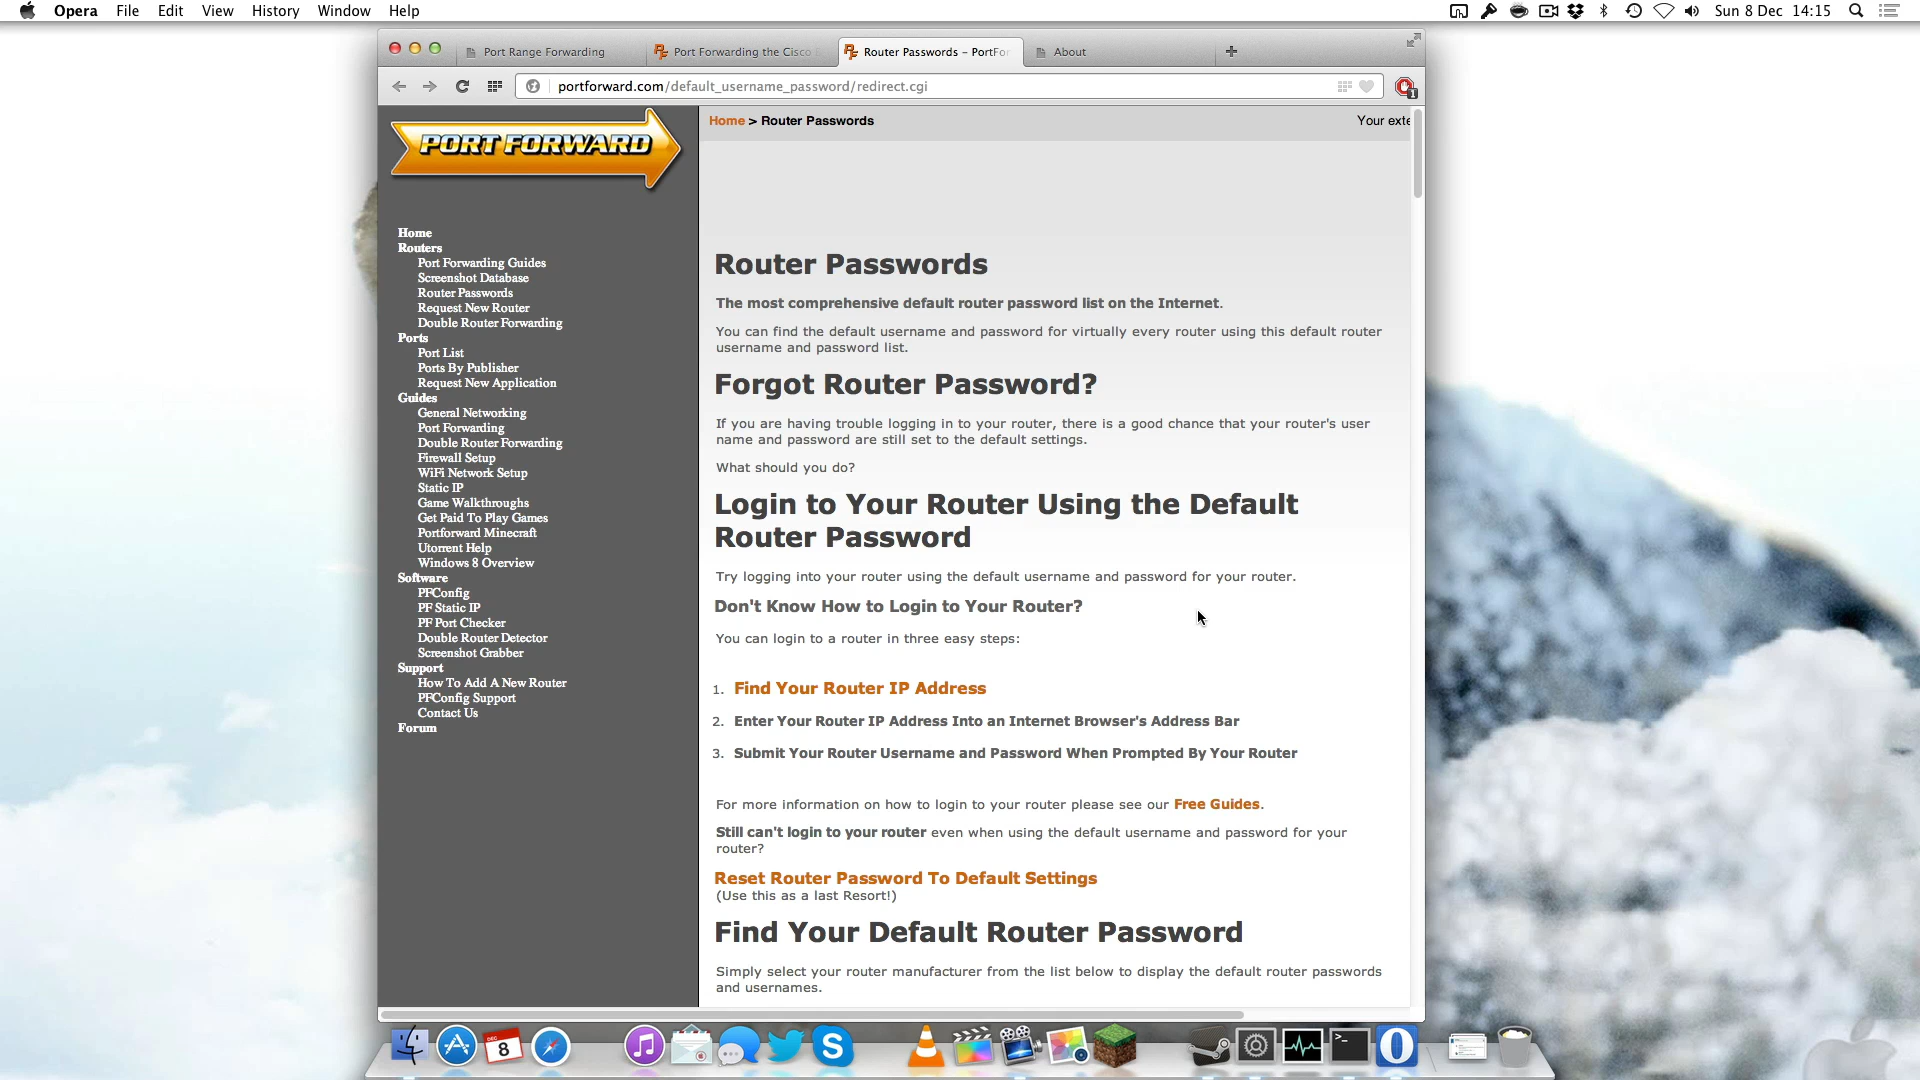 Opera File Edit View History Window Help
Sun 8 Dec 14:15
Port Range Forwarding
Port Forwarding the Cisco
Router Passwords – PortFor
About
portforward.com/default_username_password/redirect.cgi
1
PORT FORWARD
Home > Router Passwords
Your exte
Home
Routers
Port Forwarding Guides
Screenshot Database
Router Passwords
Request New Router
Double Router Forwarding
Ports
Port List
Ports By Publisher
Request New Application
Guides
General Networking
Port Forwarding
Double Router Forwarding
Firewall Setup
WiFi Network Setup
Static IP
Game Walkthroughs
Get Paid To Play Games
Portforward Minecraft
Utorrent Help
Windows 8 Overview
Software
PFConfig
PF Static IP
PF Port Checker
Double Router Detector
Screenshot Grabber
Support
How To Add A New Router
PFConfig Support
Contact Us
Forum
Router Passwords
The most comprehensive default router password list on the Internet.
You can find the default username and password for virtually every router using this default router
username and password list.
Forgot Router Password?
If you are having trouble logging in to your router, there is a good chance that your router's user
name and password are still set to the default settings.
What should you do?
Login to Your Router Using the Default
Router Password
Try logging into your router using the default username and password for your router.
Don't Know How to Login to Your Router?
You can login to a router in three easy steps:
1. Find Your Router IP Address
2. Enter Your Router IP Address Into an Internet Browser's Address Bar
3. Submit Your Router Username and Password When Prompted By Your Router
For more information on how to login to your router please see our Free Guides.
Still can't login to your router even when using the default username and password for your
router?
Reset Router Password To Default Settings
(Use this as a last Resort!)
Find Your Default Router Password
Simply select your router manufacturer from the list below to display the default router passwords
and usernames.
DEC
8